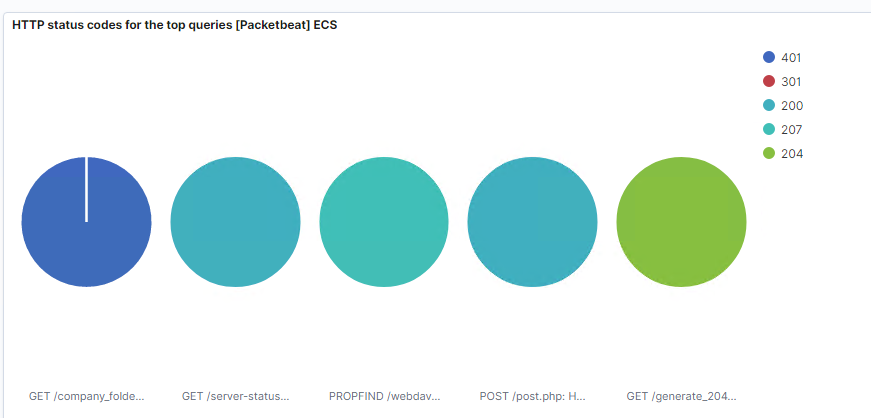 HTTP status codes for the top queries [Packetbeat] ECS
401
301
200
207
204
GET /company_folde...
GET /server-status...
PROPFIND /webdav...
POST /post.php: H...
GET /generate_204...